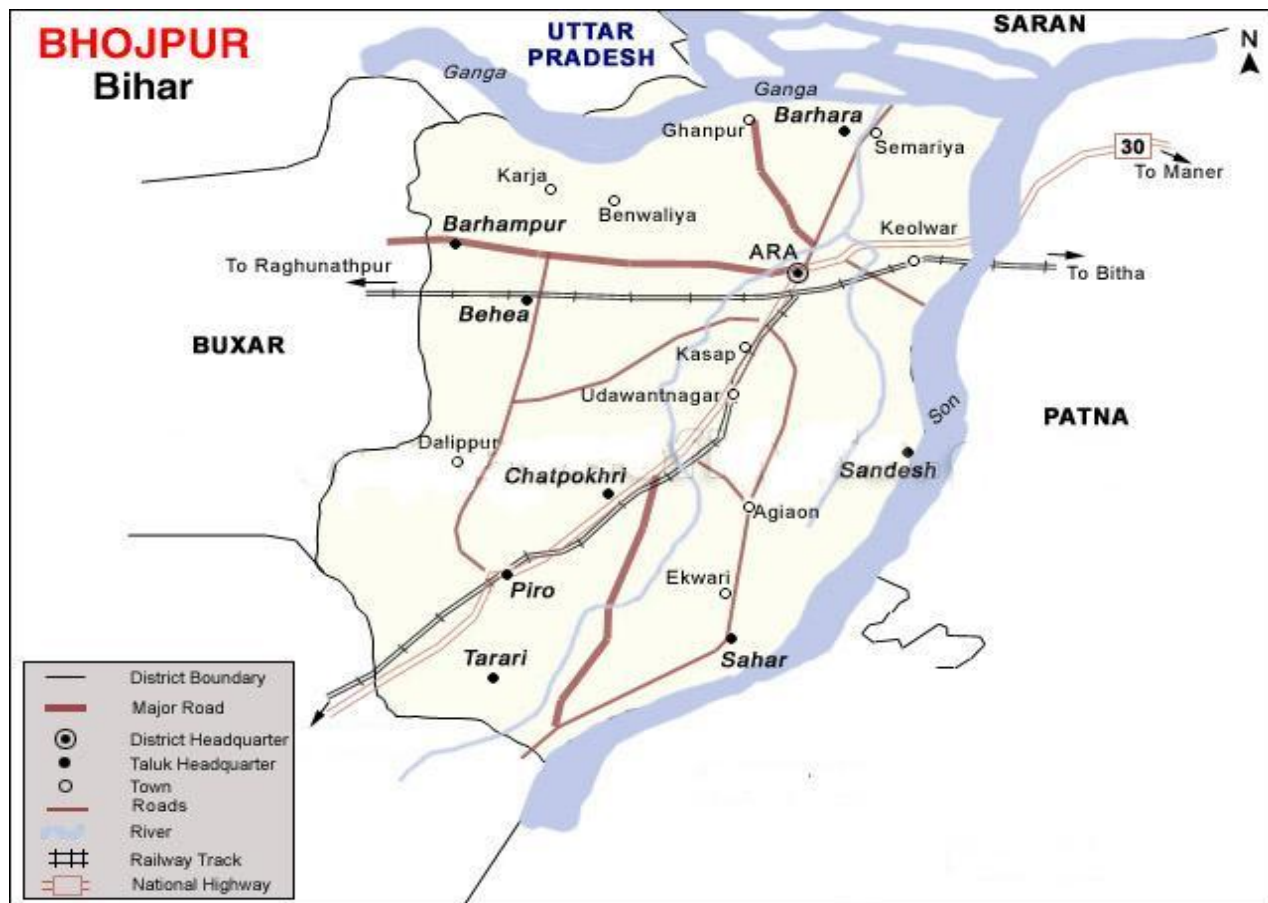 BHOJPUR
Bihar
UTTAR
PRADESH
SARAN
N
Ganga
Ganga
Ghanpur
Barhara
Semariya
30
To Maner
Karja
Benwaliya
Barhampur
Keolwar
ARA
To Raghunathpur
To Bitha
Behea
BUXAR
Kasap
Udawantnagar
Son
PATNA
Dalippur
Chatpokhri
Sandesh
Agiaon
Piro
Ekwari
Tarari
Sahar
District Boundary
Major Road
District Headquarter
Taluk Headquarter
Town
Roads
River
Railway Track
National Highway